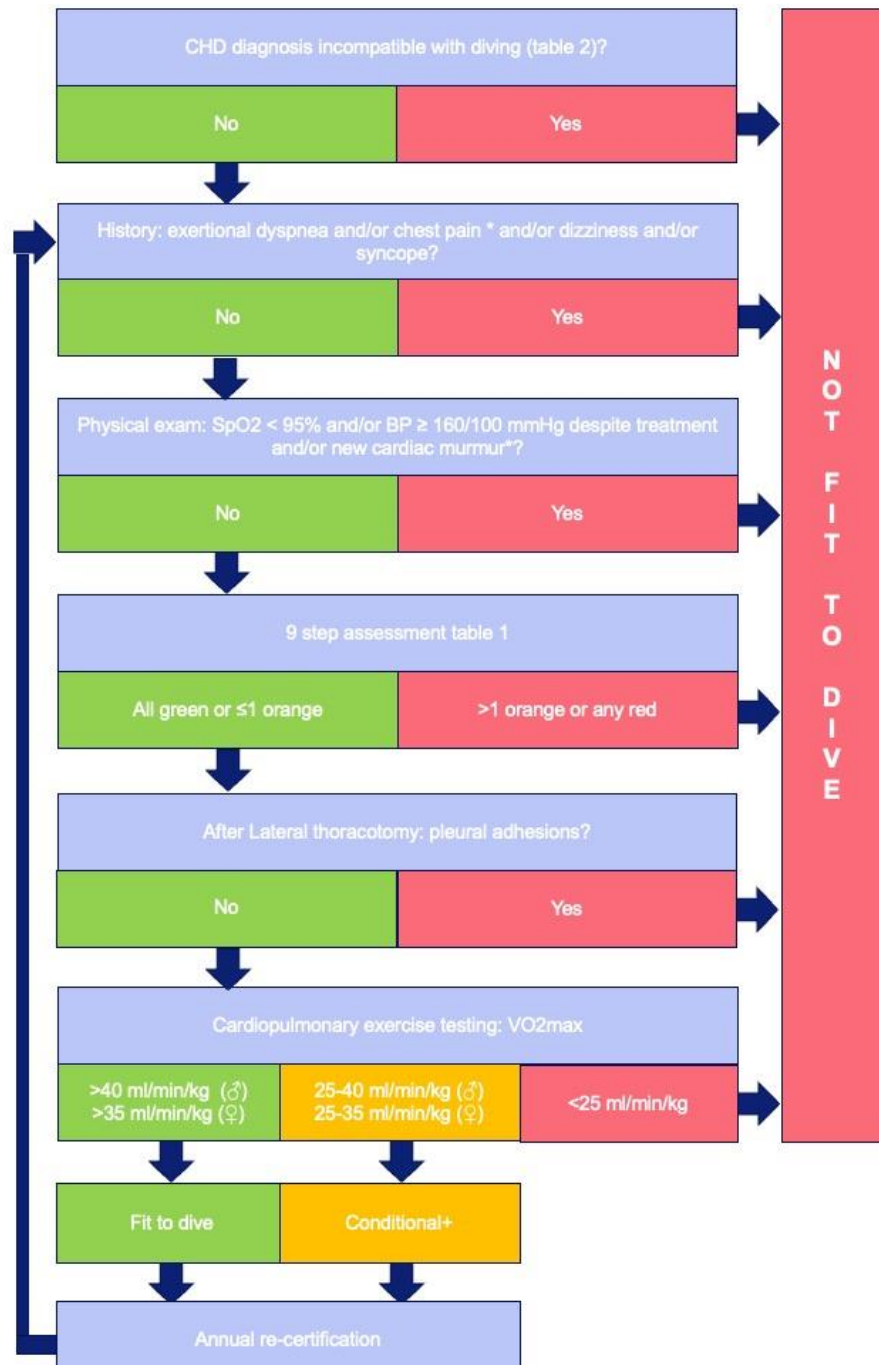 CHD diagnosis incompatible with diving (table 2)?
No
Yes
History: exertional dyspnea and/or chest pain * and/or dizziness and/or
syncope?
No
Yes
Physical exam: SpO2 < 95% and/or BP ≥ 160/100 mmHg despite treatment
and/or new cardiac murmur*?
No
Yes
9 step assessment table 1
All green or ≤1 orange
>1 orange or any red
After Lateral thoracotomy: pleural adhesions?
No
Yes
Cardiopulmonary exercise testing: VO2max
>40 ml/min/kg (♂)
>35 ml/min/kg (♀)
25-40 ml/min/kg (♂)
25-35 ml/min/kg (♀)
<25 ml/min/kg
Fit to dive
Conditional+
Annual re-certification
NOT FIT TO DIVE